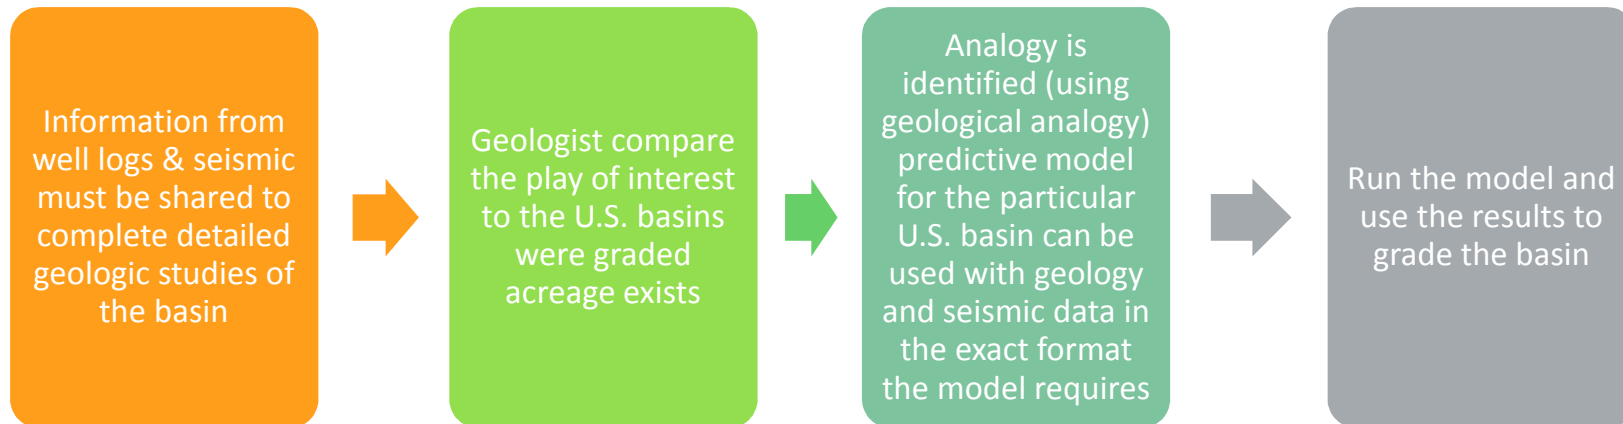 Information from
well logs & seismic
must be shared to
complete detailed
geologic studies of
the basin
Geologist compare
the play of interest
to the U.S. basins
were graded
acreage exists
Analogy is
identified (using
geological analogy)
predictive model
for the particular
U.S. basin can be
used with geology
and seismic data in
the exact format
the model requires
Run the model and
use the results to
grade the basin